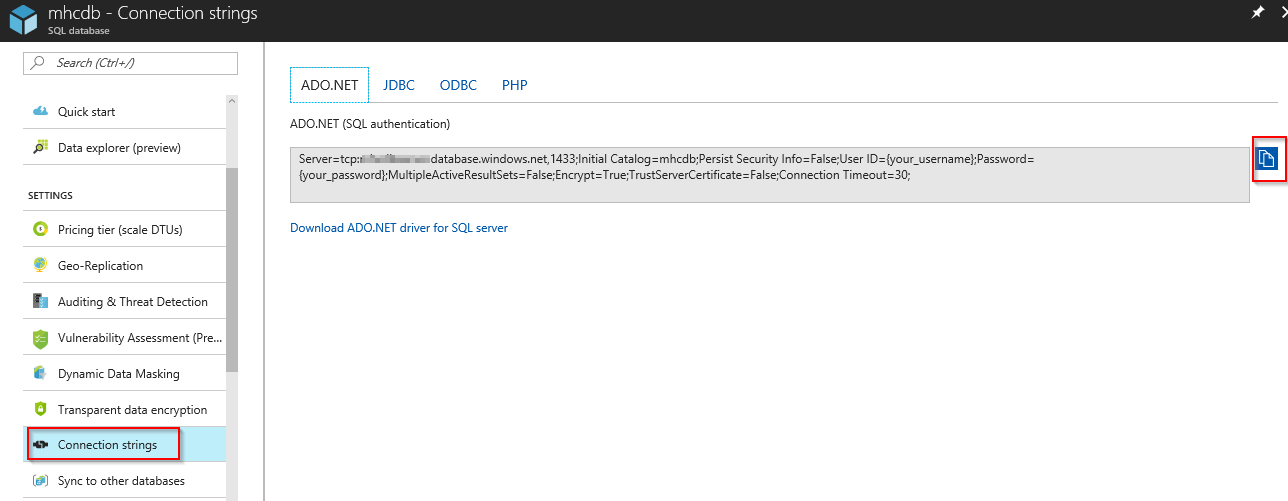 mhcdb - Connection strings
SQL database
Search (Ctrl+/)
Quick start
Data explorer (preview)
SETTINGS
Pricing tier (scale DTUs)
Geo-Replication
Auditing & Threat Detection
Vulnerability Assessment (Pre...
Dynamic Data Masking
Transparent data encryption
Connection strings
Sync to other databases
ADO.NET JDBC ODBC PHP
ADO.NET (SQL authentication)
Server=tcp: database.windows.net,1433;Initial Catalog=mhcdb;Persist Security Info=False;User ID={your_username};Password=
{your_password};MultipleActiveResultSets=False;Encrypt=True;TrustServerCertificate=False;Connection Timeout=30;
Download ADO.NET driver for SQL server